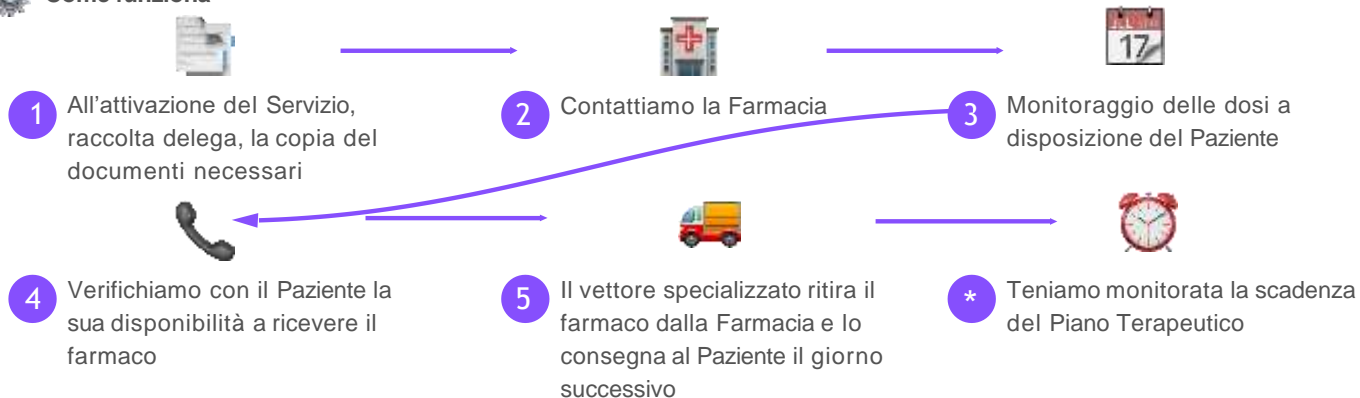 Come funziona
17
1
All'attivazione del Servizio,
raccolta delega, la copia del
documenti necessari
2
Contattiamo la Farmacia
3
Monitoraggio delle dosi a
disposizione del Paziente
4
Verifichiamo con il Paziente la
sua disponibilità a ricevere il
farmaco
5
Il vettore specializzato ritira il
farmaco dalla Farmacia e lo
consegna al Paziente il giorno
successivo
*
Teniamo monitorata la scadenza
del Piano Terapeutico